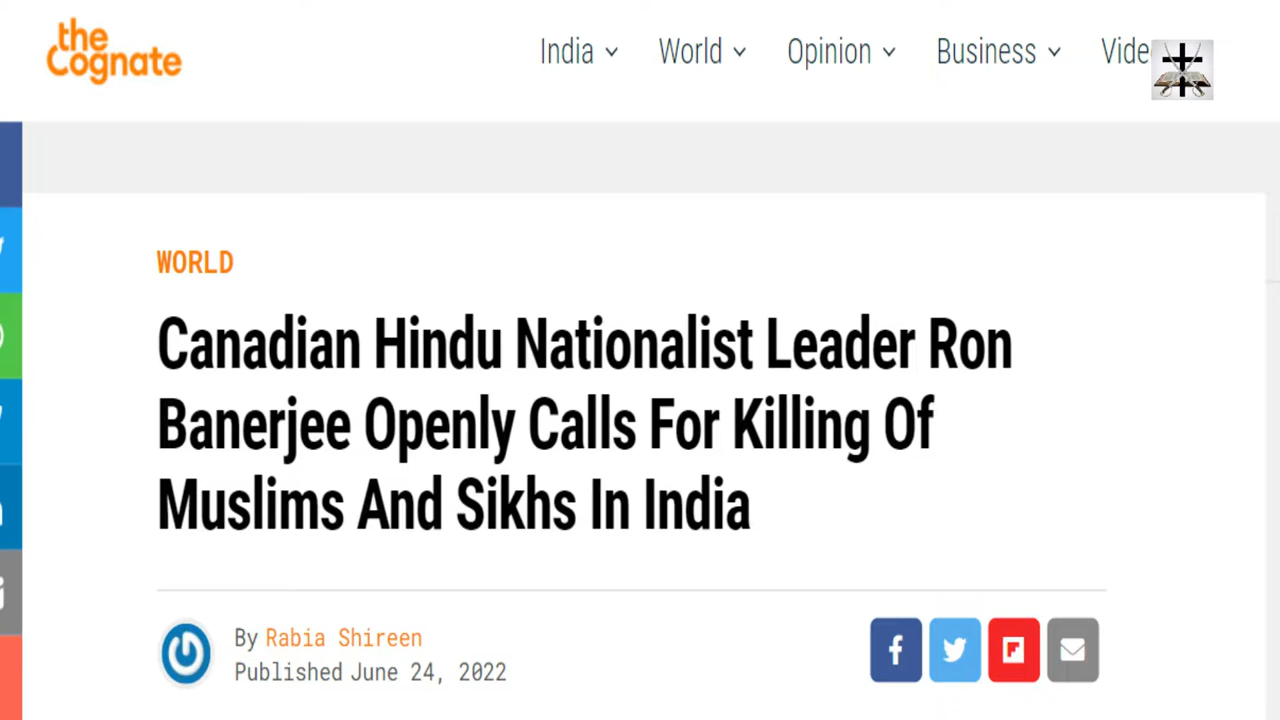 the
Cognate
India
World
Opinion
Business
WORLD
Canadian Hindu Nationalist Leader Ron
Banerjee Openly Calls For Killing Of
Muslims And Sikhs In India
By Rabia Shireen
Published June 24, 2022